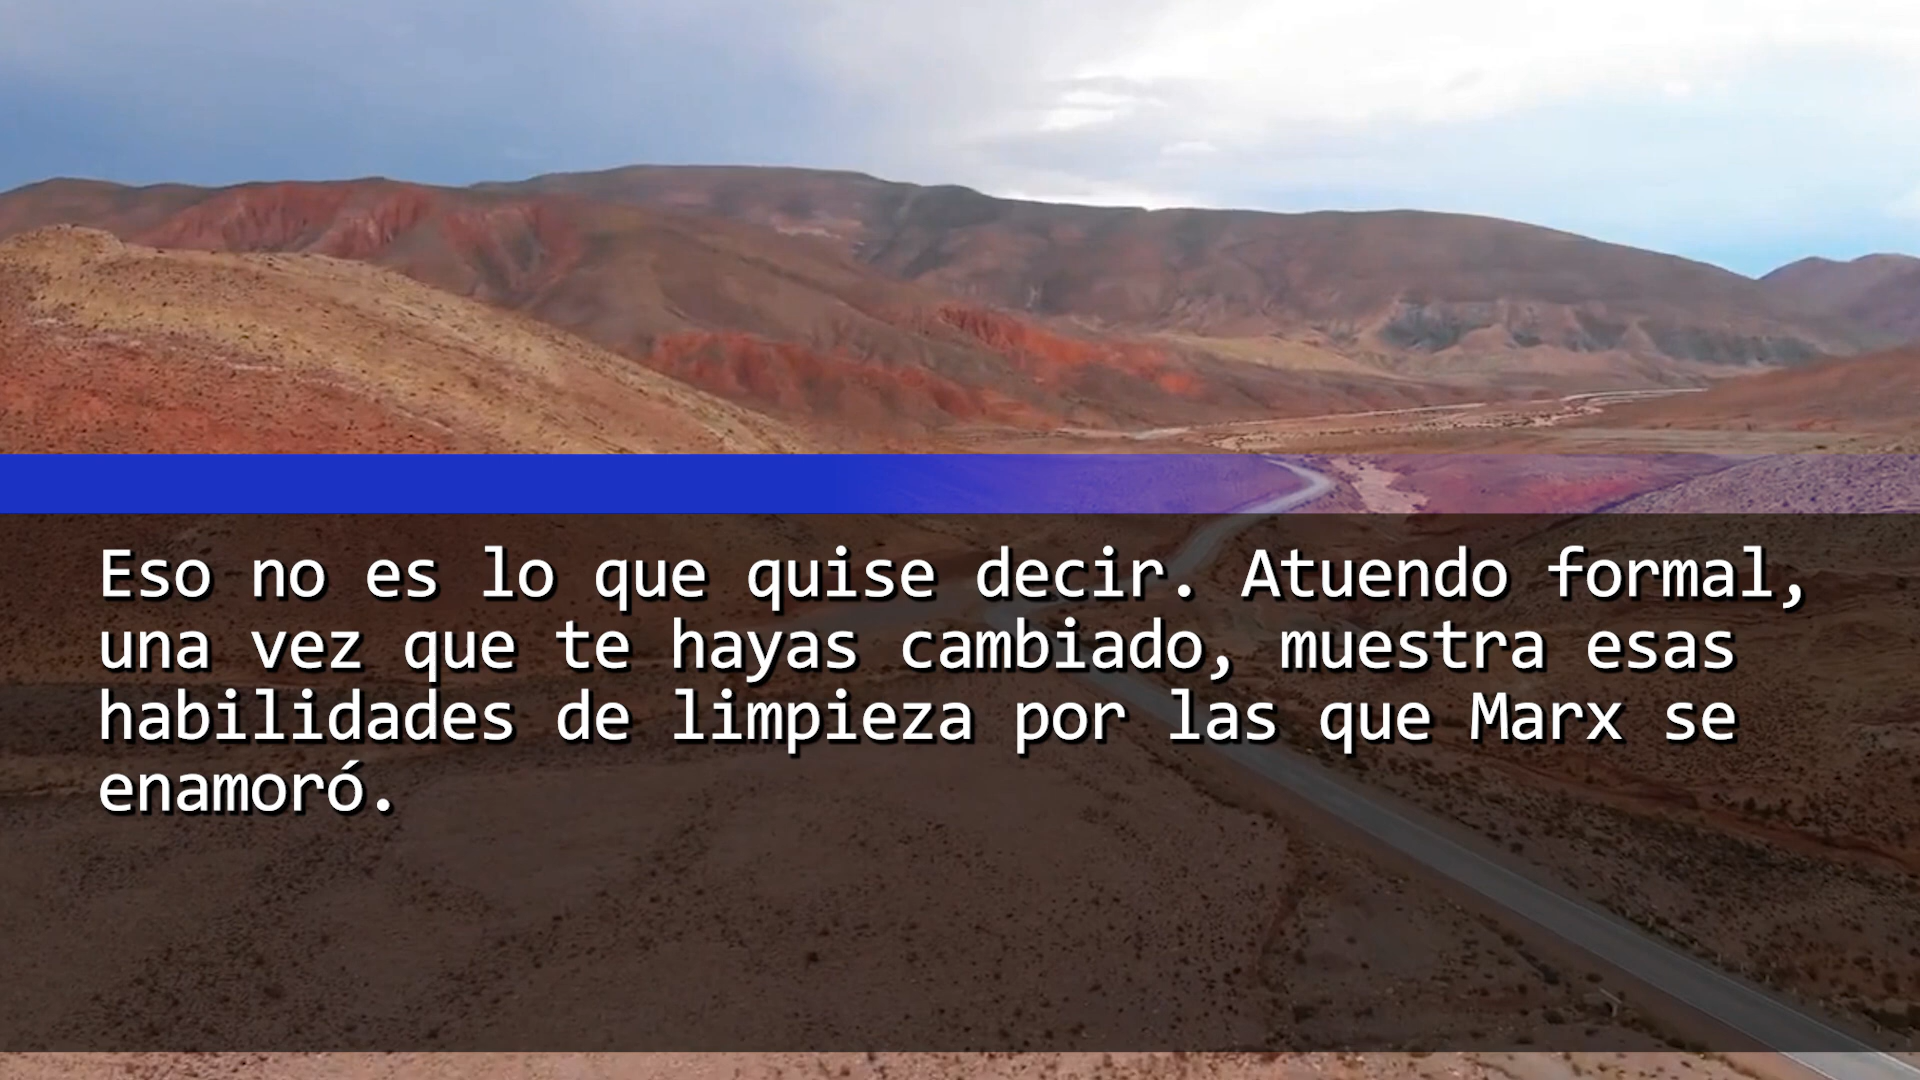 Eso no es lo que quise decir. Atuendo formal,
una vez que te hayas cambiado, muestra esas
habilidades de limpieza por las que Marx se
enamoró.